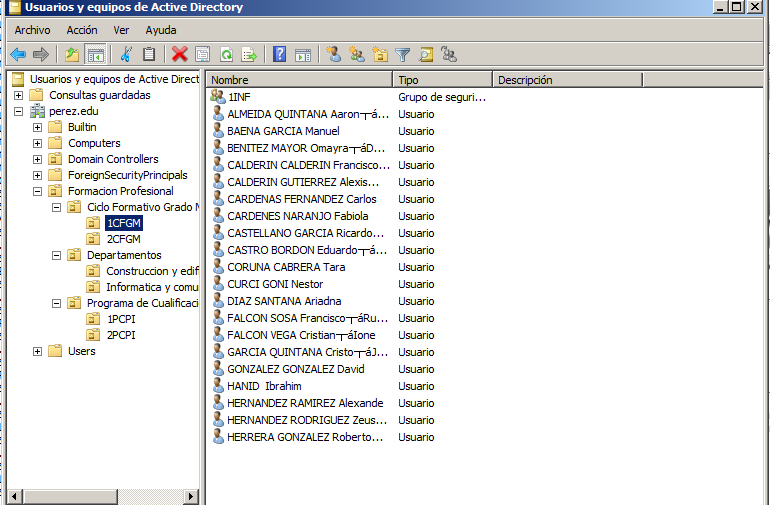 Usuarios y equipos de Active Directory
Archivo Acción Ver Ayuda
Usuarios y equipos de Active Direct
Consultas guardadas
perez.edu
Builtin
Computers
Domain Controllers
ForeignSecurityPrincipals
Formacion Profesional
Ciclo Formativo Grado M
1CFGM
2CFGM
Departamentos
Construccion y edif
Informatica y comu
Programa de Cualificació
1PCPI
2PCPI
Users
Nombre Tipo Descripción
1INF Grupo de seguri...
ALMEIDA QUINTANA Aaron┬áá... Usuario
BAENA GARCIA Manuel Usuario
BENITEZ MAYOR Omayra┬áD... Usuario
CALDERIN CALDERIN Francisco... Usuario
CALDERIN GUTIERREZ Alexis... Usuario
CARDENAS FERNANDEZ Carlos Usuario
CARDENES NARANJO Fabiola Usuario
CASTELLANO GARCIA Ricardo... Usuario
CASTRO BORDON Eduardo┬á... Usuario
CORUNA CABRERA Tara Usuario
CURCI GONI Nestor Usuario
DIAZ SANTANA Ariadna Usuario
FALCON SOSA Francisco┬áRu... Usuario
FALCON VEGA Cristian┬áIone Usuario
GARCIA QUINTANA Cristo┬áJ... Usuario
GONZALEZ GONZALEZ David Usuario
HANID Ibrahim Usuario
HERNANDEZ RAMIREZ Alexande Usuario
HERNANDEZ RODRIGUEZ Zeus... Usuario
HERRERA GONZALEZ Roberto... Usuario